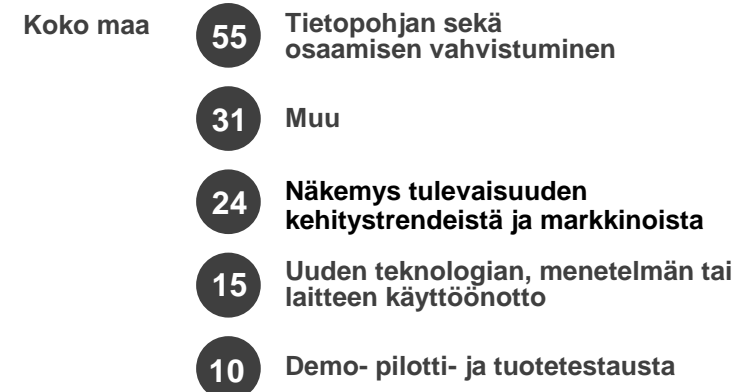 Koko maa
55
Tietopohjan sekä
osaamisen vahvistuminen
31
Muu
24
Näkemys tulevaisuuden
kehitystrendeistä ja markkinoista
15
Uuden teknologian, menetelmän tai
laitteen käyttöönotto
10
Demo- pilotti- ja tuotetestausta